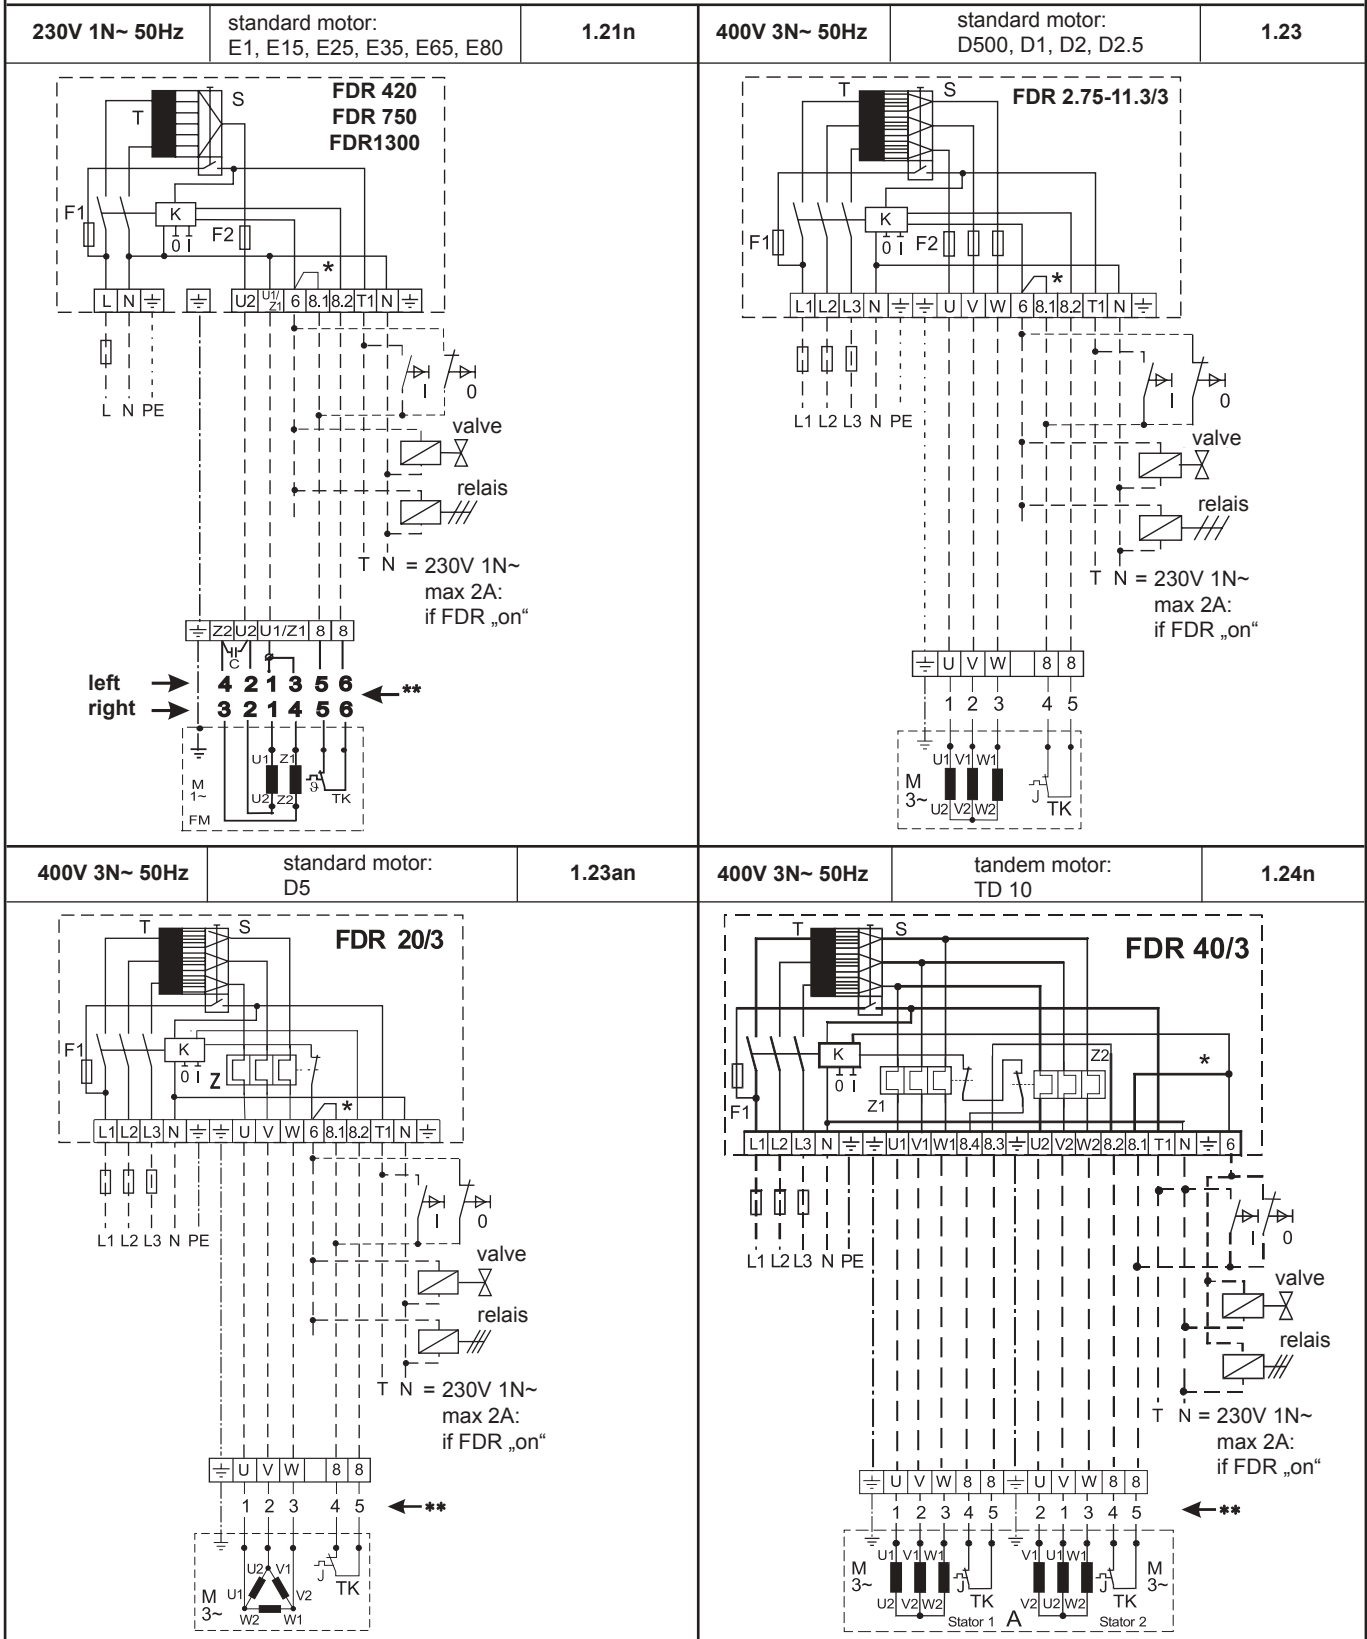 230V 1N~ 50Hz
standard motor:
E1, E15, E25, E35, E65, E80
1.21n
FDR 420
FDR 750
FDR1300
T
S
F1
K
0 I
F2
*
L N U2 U1/Z1 6 8.1 8.2 T1 N
L N PE
I
0
valve
relais
T N = 230V 1N~
max 2A:
if FDR „on“
Z2 U2 U1/Z1 8 8
C
left 4 2 1 3 5 6
**
right 3 2 1 4 5 6
U1 Z1
M
1~
U2 Z2
ϑ
TK
FM
400V 3N~ 50Hz
standard motor:
D500, D1, D2, D2.5
1.23
FDR 2.75-11.3/3
T
S
F1
K
0 I
F2
*
L1 L2 L3 N U V W 6 8.1 8.2 T1 N
L1 L2 L3 N PE
I
0
valve
relais
T N = 230V 1N~
max 2A:
if FDR „on“
U V W 8 8
1 2 3 4 5
U1 V1 W1
M
3~
U2 V2 W2
J
TK
400V 3N~ 50Hz
standard motor:
D5
1.23an
FDR 20/3
T
S
F1
K
0 I
Z
*
L1 L2 L3 N U V W 6 8.1 8.2 T1 N
L1 L2 L3 N PE
I
0
valve
relais
T N = 230V 1N~
max 2A:
if FDR „on“
U V W 8 8
1 2 3 4 5
**
U2 V1
M
3~
U1 V2
W2 W1
J
TK
400V 3N~ 50Hz
tandem motor:
TD 10
1.24n
FDR 40/3
T
S
K
0 I
F1
Z1
Z2
*
L1 L2 L3 N U1 V1 W1 8.4 8.3 U2 V2 W2 8.2 8.1 T1 N 6
L1 L2 L3 N PE
I
0
valve
relais
T N = 230V 1N~
max 2A:
if FDR „on“
U V W 8 8 U V W 8 8
1 2 3 4 5 2 1 3 4 5
**
U1 V1 W1 V1 U1 W1
M
3~
J
TK
J
TK
M
3~
U2 V2 W2 V2 U2 W2
Stator 1 A Stator 2